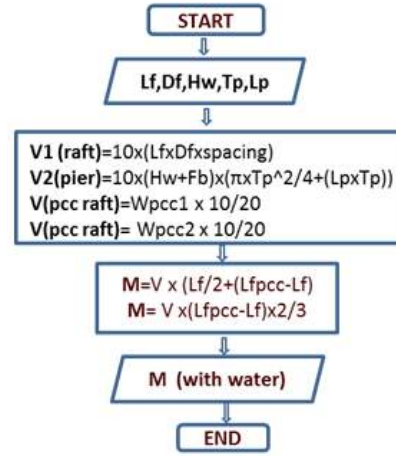 START
Lf,Df,Hw,Tp,Lp
V1 (raft)=10x(LfxDfxspacing)
V2(pier)=10x(Hw+Fb)x(πxTp^2/4+(LpxTp))
V(pcc raft)=Wpcc1 x 10/20
V(pcc raft)= Wpcc2 x 10/20
M=V x (Lf/2+(Lfpcc-Lf)
M= V x(Lfpcc-Lf)x2/3
M (with water)
END